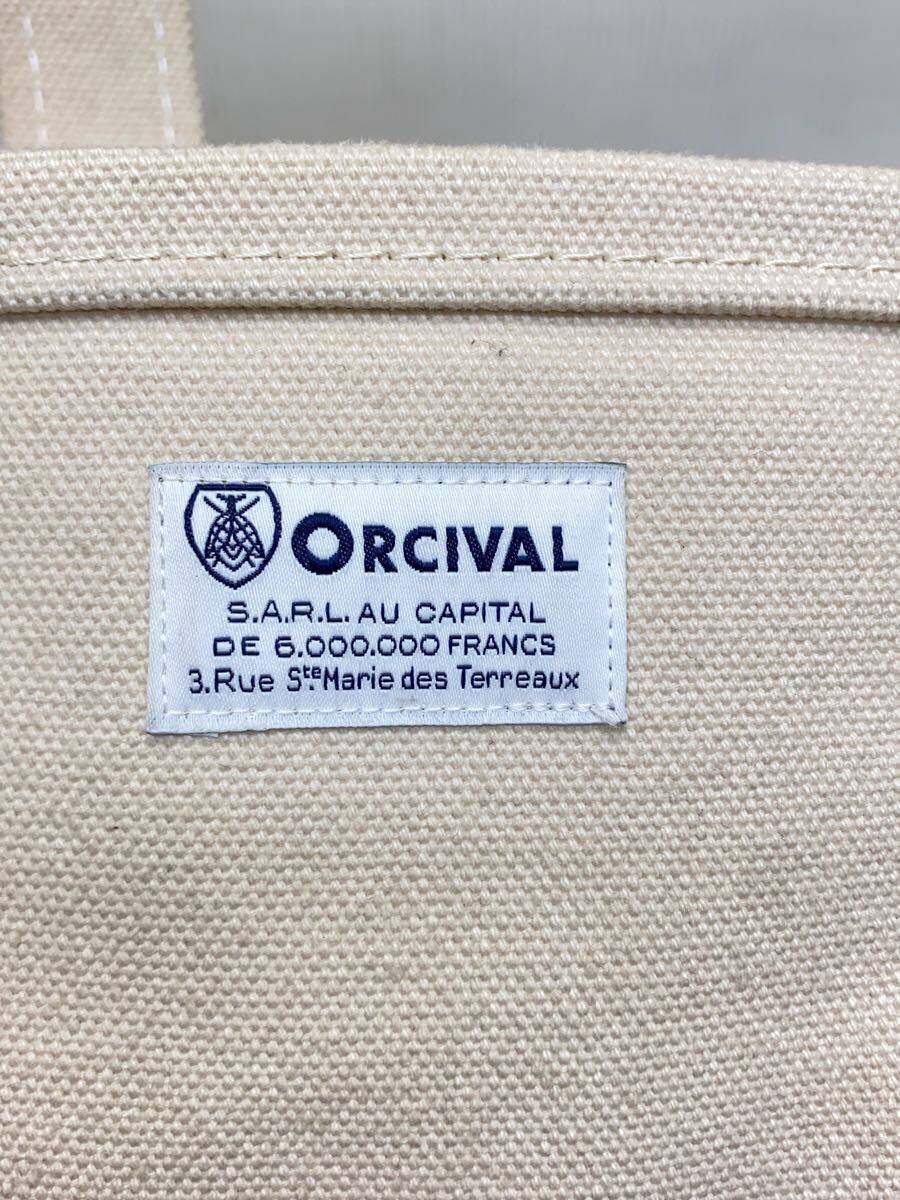 ORCIVAL
S.A.R.L. AU CAPITAL
DE 6.000.000 FRANCS
3.Rue Ste.Marie des Terreaux